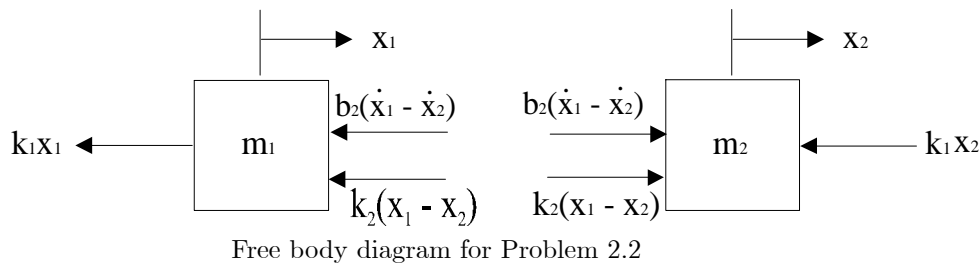 x₁ x₂
b₂(ẋ₁ - ẋ₂) b₂(ẋ₁ - ẋ₂)
k₁x₁ m₁ m₂ k₁x₂
k₂(x₁ - x₂) k₂(x₁ - x₂)
Free body diagram for Problem 2.2